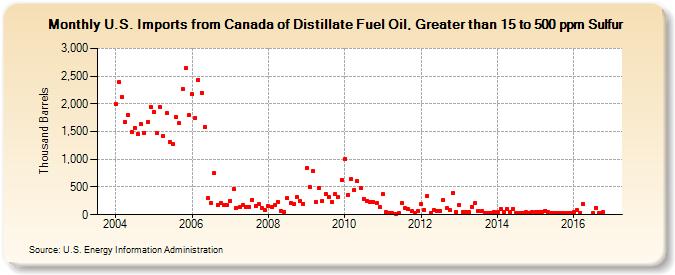 Monthly U.S. Imports from Canada of Distillate Fuel Oil, Greater than 15 to 500 ppm Sulfur
Thousand Barrels
3,000
2,500
2,000
1,500
1,000
500
0
2004 2006 2008 2010 2012 2014 2016
Source: U.S. Energy Information Administration